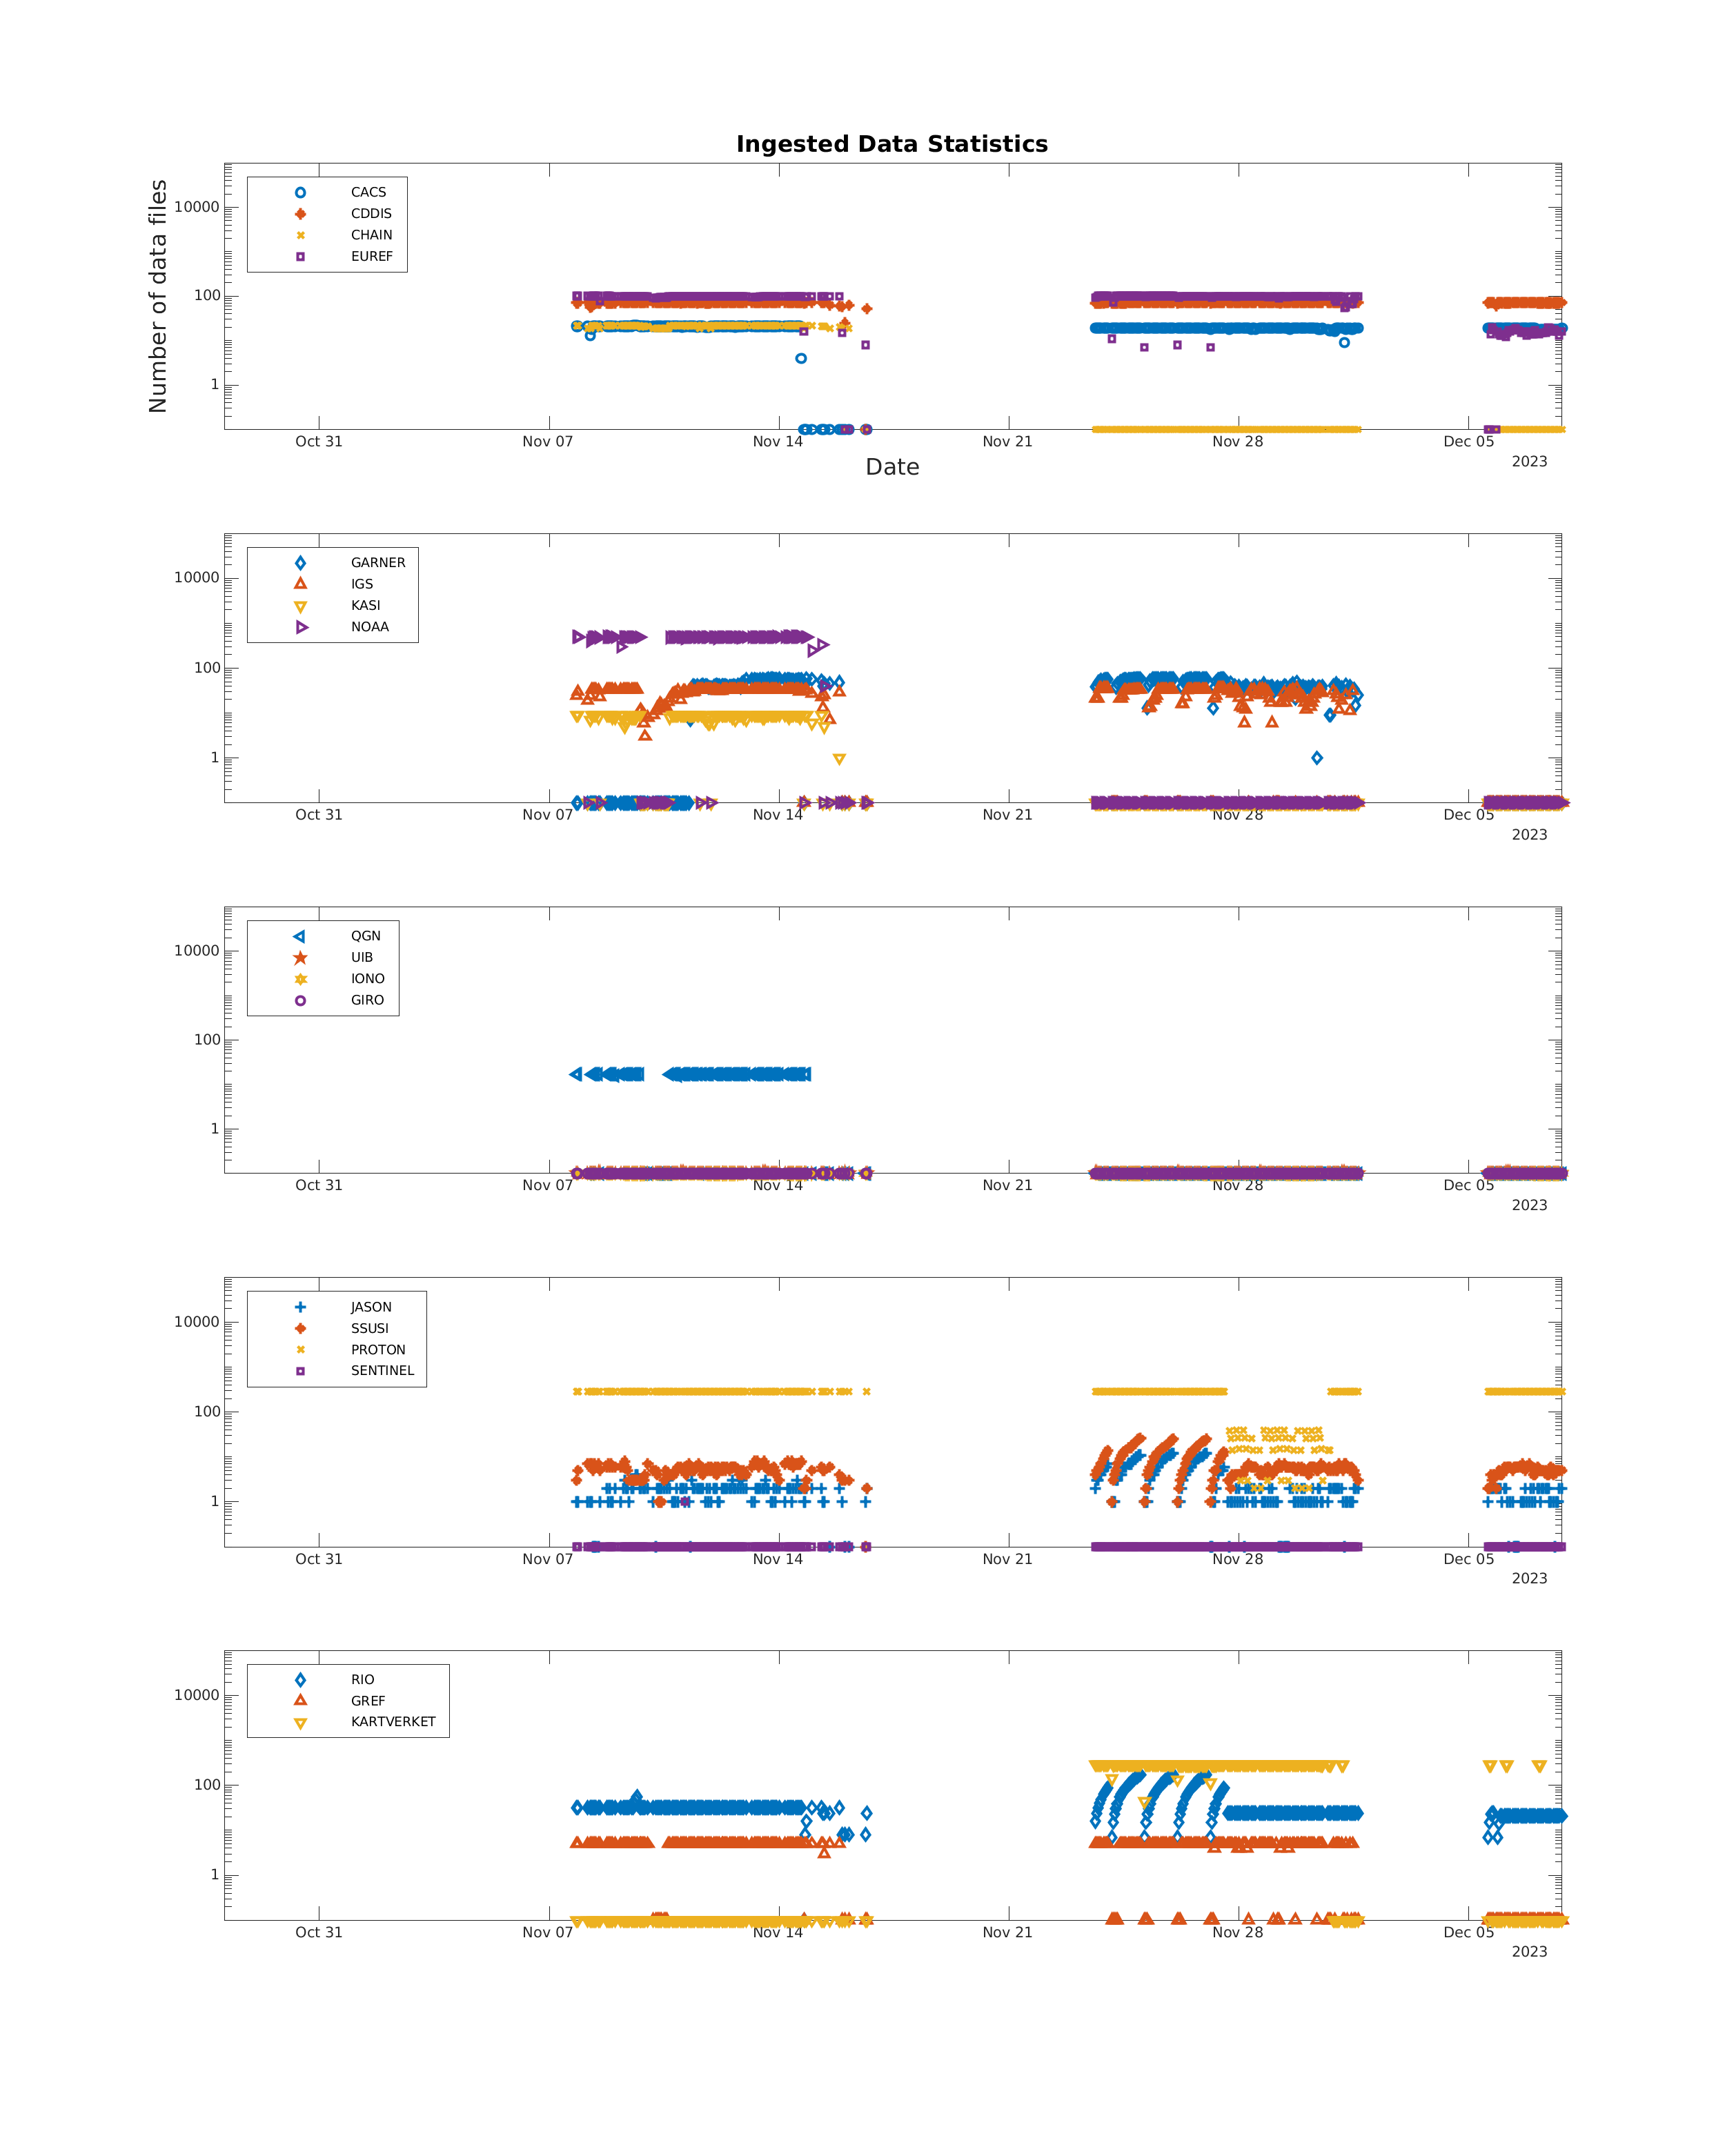 Ingested Data Statistics
Number of data files
10000
100
1
CACS
CDDIS
CHAIN
EUREF
Oct 31 Nov 07 Nov 14 Nov 21 Nov 28 Dec 05
2023
Date
10000
100
1
GARNER
IGS
KASI
NOAA
Oct 31 Nov 07 Nov 14 Nov 21 Nov 28 Dec 05
2023
10000
100
1
QGN
UIB
IONO
GIRO
Oct 31 Nov 07 Nov 14 Nov 21 Nov 28 Dec 05
2023
10000
100
1
JASON
SSUSI
PROTON
SENTINEL
Oct 31 Nov 07 Nov 14 Nov 21 Nov 28 Dec 05
2023
10000
100
1
RIO
GREF
KARTVERKET
Oct 31 Nov 07 Nov 14 Nov 21 Nov 28 Dec 05
2023